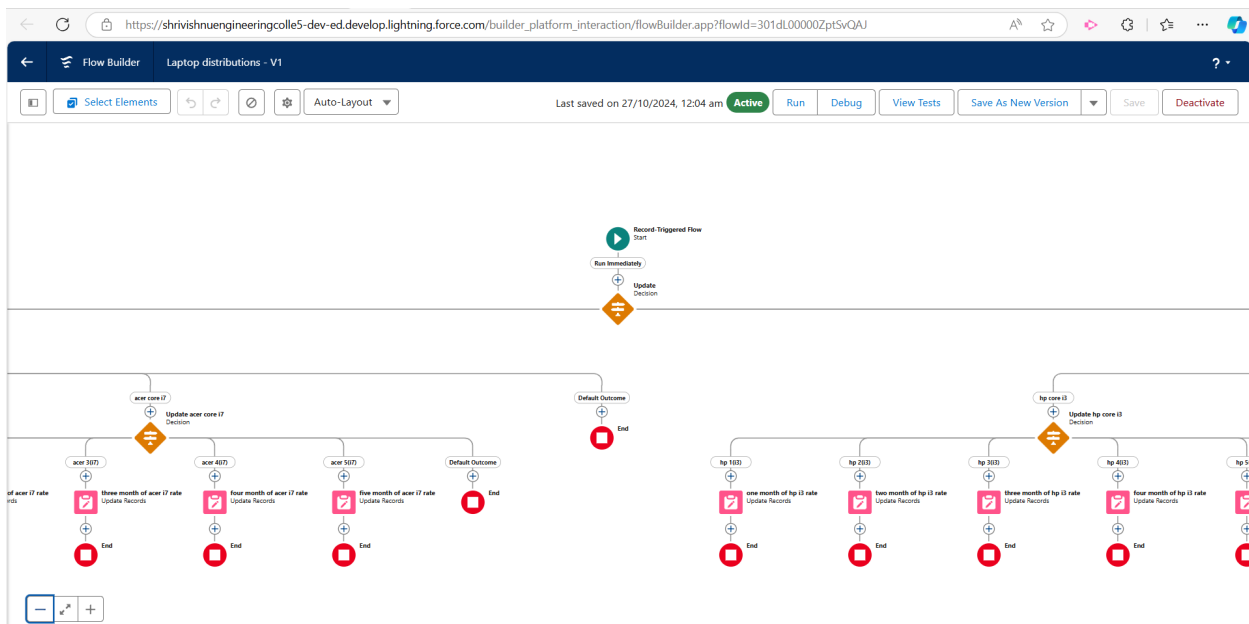 https://shrivishnuengineeringcolle5-dev-ed.develop.lightning.force.com/builder_platform_interaction/flowBuilder.app?flowId=301dL00000ZptSvQAJ
Flow Builder Laptop distributions - V1 ?
Select Elements Auto-Layout Last saved on 27/10/2024, 12:04 am Active Run Debug View Tests Save As New Version Save Deactivate
Record-Triggered Flow
Start
Run Immediately
Update
Decision
acer core i7 Default Outcome hp core i3
Update acer core i7 Update hp core i3
Decision Decision
End
acer 3(i7) acer 4(i7) acer 5(i7) Default Outcome hp 1(i3) hp 2(i3) hp 3(i3) hp 4(i3) hp 5
of acer i7 rate three month of acer i7 rate four month of acer i7 rate five month of acer i7 rate End one month of hp i3 rate two month of hp i3 rate three month of hp i3 rate four month of hp i3 rate
rds Update Records Update Records Update Records Update Records Update Records Update Records Update Records
End End End End End End End